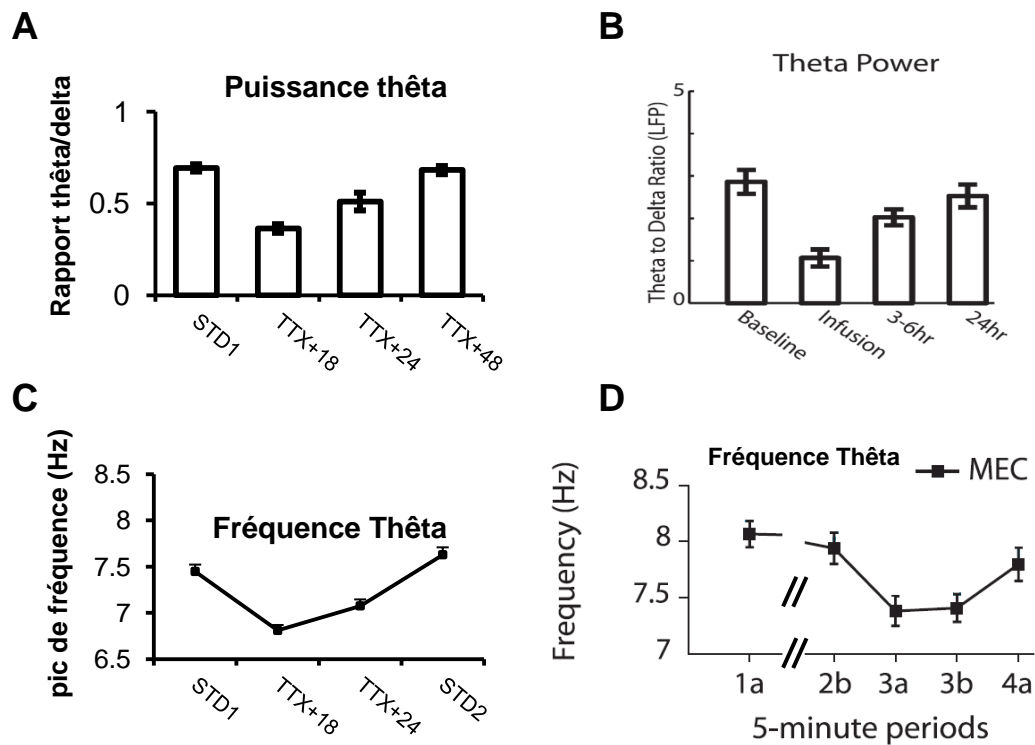 A
Puissance thêta
Rapport thêta/delta
1
0.5
0
STD1
TTX+18
TTX+24
TTX+48
B
Theta Power
Theta to Delta Ratio (LFP)
5
0
Baseline
Infusion
3-6hr
24hr
C
pic de fréquence (Hz)
Fréquence Thêta
8.5
8
7.5
7
6.5
STD1
TTX+18
TTX+24
STD2
D
Fréquence Thêta
MEC
Frequency (Hz)
8.5
8
7.5
7
1a
2b
3a
3b
4a
5-minute periods